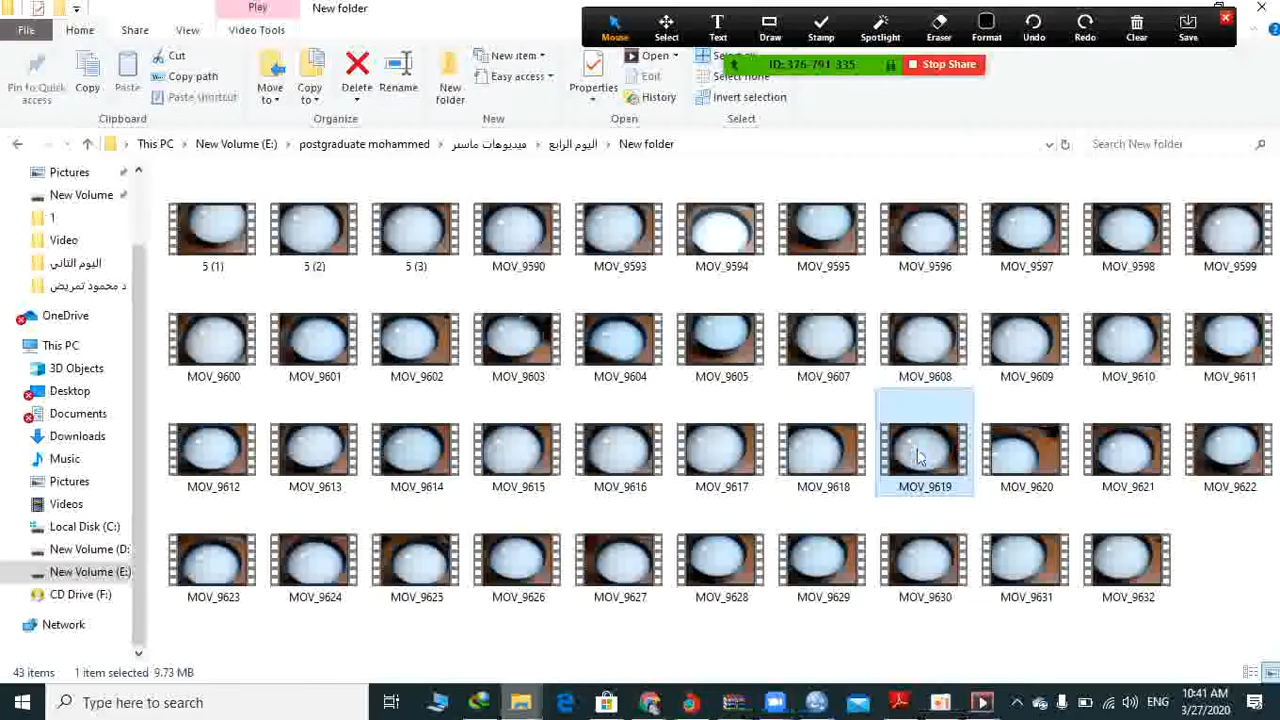 Play
New folder
File
Home
Share
View
Video Tools
Mouse
Select
Text
Draw
Stamp
Spotlight
Eraser
Format
Undo
Redo
Clear
Save
ID: 376-791-335
Stop Share
Pin to Quick access
Copy
Paste
Cut
Copy path
Paste shortcut
Clipboard
Move to
Copy to
Delete
Rename
Organize
New folder
New item
Easy access
New
Properties
Open
Edit
History
Open
Select none
Invert selection
Select
This PC
New Volume (E:)
postgraduate mohammed
فيديوهات ماستر
اليوم الرابع
New folder
Search New folder
Pictures
New Volume
1
Video
اليوم الثاني
د محمود تمريض
OneDrive
This PC
3D Objects
Desktop
Documents
Downloads
Music
Pictures
Videos
Local Disk (C:)
New Volume (D:
New Volume (E:)
CD Drive (F:)
Network
5 (1)
5 (2)
5 (3)
MOV_9590
MOV_9593
MOV_9594
MOV_9595
MOV_9596
MOV_9597
MOV_9598
MOV_9599
MOV_9600
MOV_9601
MOV_9602
MOV_9603
MOV_9604
MOV_9605
MOV_9607
MOV_9608
MOV_9609
MOV_9610
MOV_9611
MOV_9612
MOV_9613
MOV_9614
MOV_9615
MOV_9616
MOV_9617
MOV_9618
MOV_9619
MOV_9620
MOV_9621
MOV_9622
MOV_9623
MOV_9624
MOV_9625
MOV_9626
MOV_9627
MOV_9628
MOV_9629
MOV_9630
MOV_9631
MOV_9632
43 items
1 item selected 9.73 MB
Type here to search
ENG
10:41 AM
3/27/2020